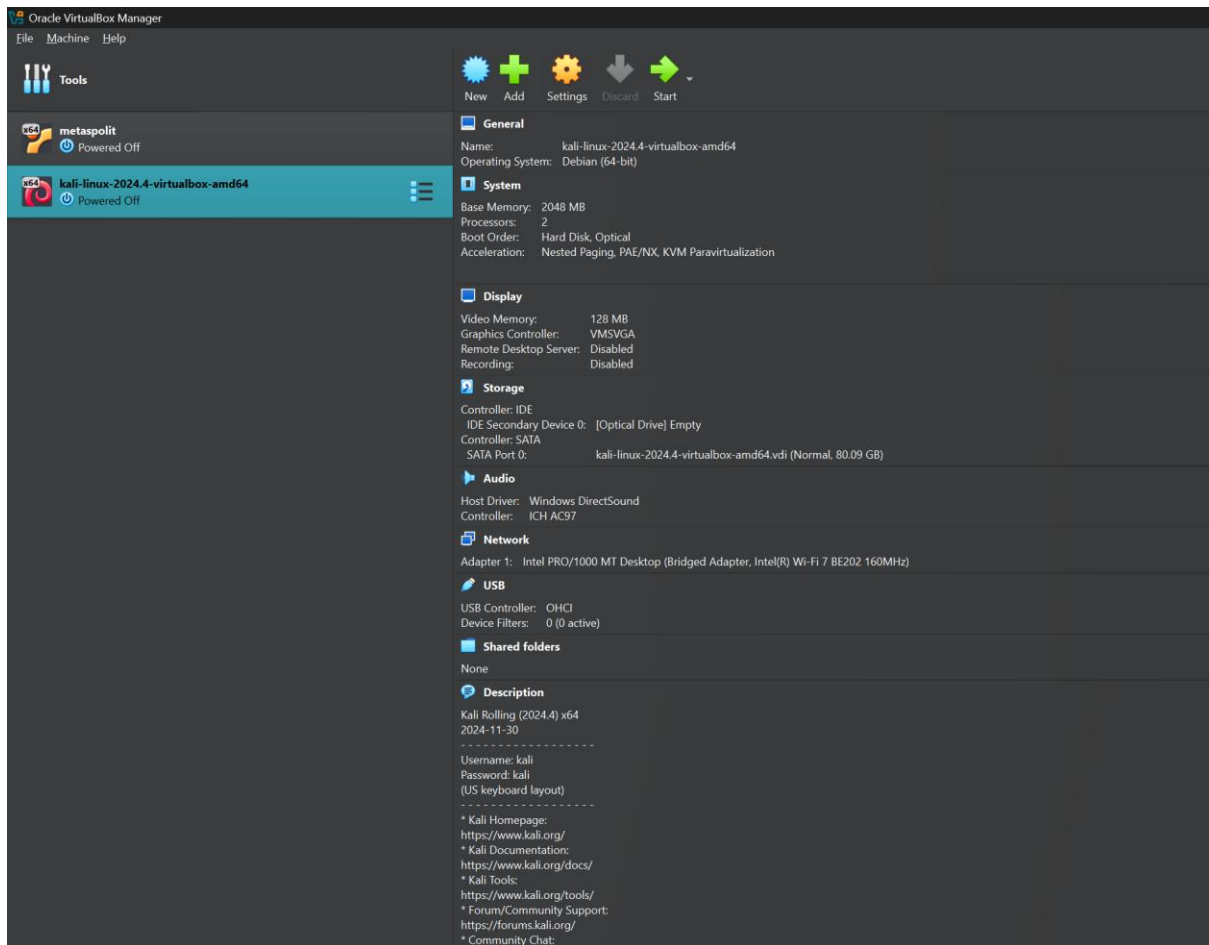 Oracle VirtualBox Manager
File Machine Help
Tools
New Add Settings Discard Start
metaspolit
Powered Off
kali-linux-2024.4-virtualbox-amd64
Powered Off
General
Name: kali-linux-2024.4-virtualbox-amd64
Operating System: Debian (64-bit)
System
Base Memory: 2048 MB
Processors: 2
Boot Order: Hard Disk, Optical
Acceleration: Nested Paging, PAE/NX, KVM Paravirtualization
Display
Video Memory: 128 MB
Graphics Controller: VMSVGA
Remote Desktop Server: Disabled
Recording: Disabled
Storage
Controller: IDE
IDE Secondary Device 0: [Optical Drive] Empty
Controller: SATA
SATA Port 0: kali-linux-2024.4-virtualbox-amd64.vdi (Normal, 80.09 GB)
Audio
Host Driver: Windows DirectSound
Controller: ICH AC97
Network
Adapter 1: Intel PRO/1000 MT Desktop (Bridged Adapter, Intel(R) Wi-Fi 7 BE202 160MHz)
USB
USB Controller: OHCI
Device Filters: 0 (0 active)
Shared folders
None
Description
Kali Rolling (2024.4) x64
2024-11-30
- - - - - - - - - - - - - - - - - - -
Username: kali
Password: kali
(US keyboard layout)
- - - - - - - - - - - - - - - - - - -
* Kali Homepage:
https://www.kali.org/
* Kali Documentation:
https://www.kali.org/docs/
* Kali Tools:
https://www.kali.org/tools/
* Forum/Community Support:
https://forums.kali.org/
* Community Chat: